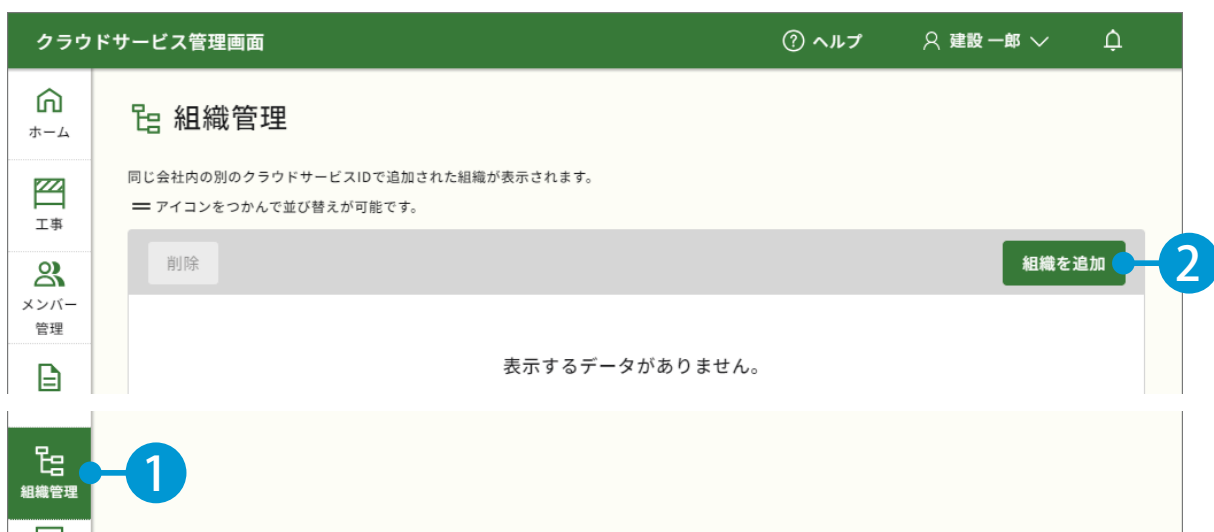 クラウドサービス管理画面
ヘルプ
建設 一郎
ホーム
組織管理
同じ会社内の別のクラウドサービスIDで追加された組織が表示されます。
アイコンをつかんで並び替えが可能です。
工事
削除
組織を追加
2
メンバー
管理
表示するデータがありません。
組織管理
1